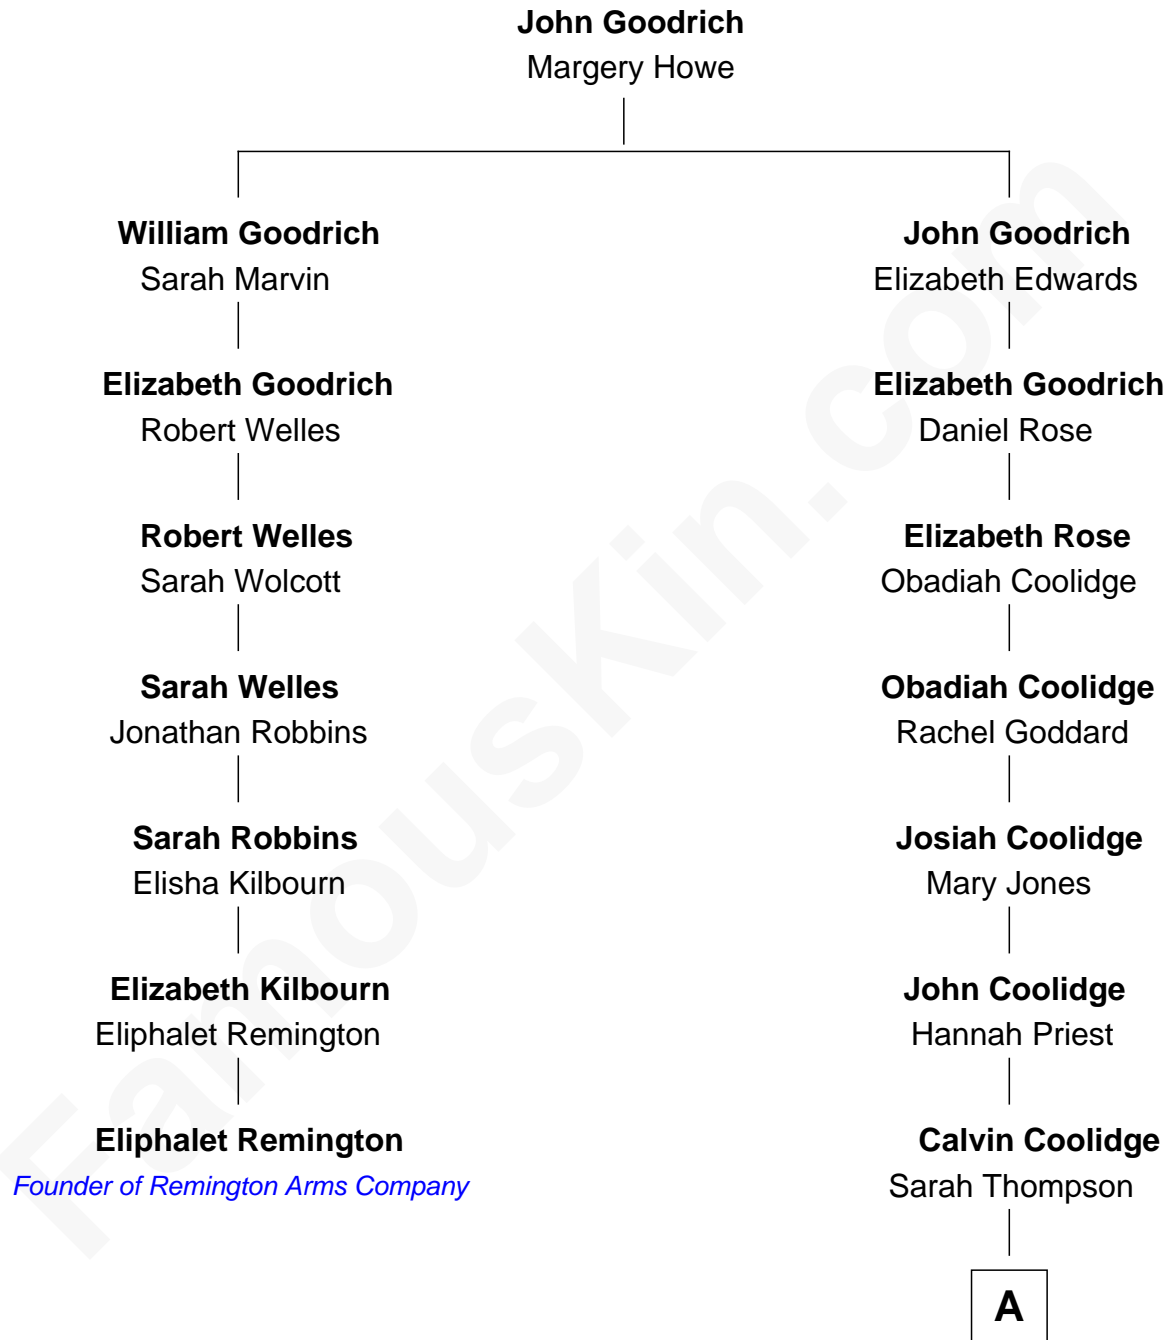 John Goodrich
Margery Howe
William Goodrich
Sarah Marvin
John Goodrich
Elizabeth Edwards
Elizabeth Goodrich
Robert Welles
Elizabeth Goodrich
Daniel Rose
Robert Welles
Sarah Wolcott
Elizabeth Rose
Obadiah Coolidge
Sarah Welles
Jonathan Robbins
Obadiah Coolidge
Rachel Goddard
Sarah Robbins
Elisha Kilbourn
Josiah Coolidge
Mary Jones
Elizabeth Kilbourn
Eliphalet Remington
John Coolidge
Hannah Priest
Eliphalet Remington
Founder of Remington Arms Company
Calvin Coolidge
Sarah Thompson
A
FamousKin.com